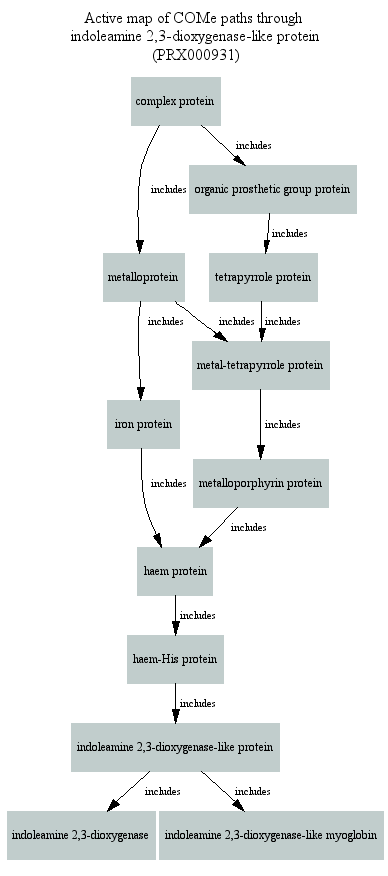 Active map of COMe paths through
indoleamine 2,3-dioxygenase-like protein
(PRX000931)
complex protein
includes
includes
organic prosthetic group protein
includes
metalloprotein
tetrapyrrole protein
includes
includes
includes
metal-tetrapyrrole protein
iron protein
includes
metalloporphyrin protein
includes
includes
haem protein
includes
haem-His protein
includes
indoleamine 2,3-dioxygenase-like protein
includes
includes
indoleamine 2,3-dioxygenase
indoleamine 2,3-dioxygenase-like myoglobin